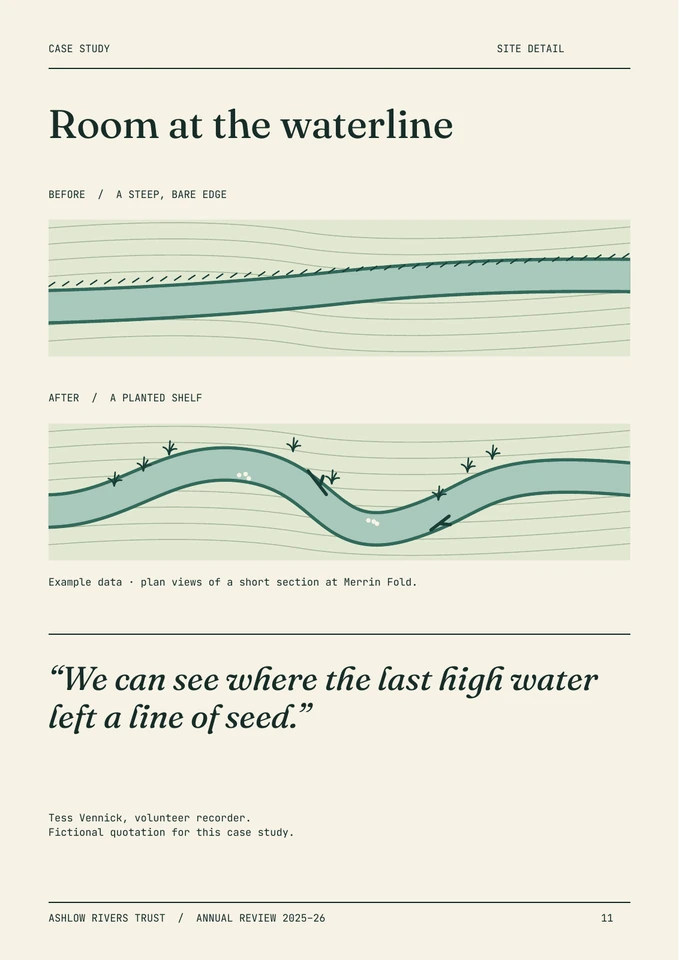 CASE STUDY
SITE DETAIL
Room at the waterline
BEFORE / A STEEP, BARE EDGE
AFTER / A PLANTED SHELF
Example data · plan views of a short section at Merrin Fold.
“We can see where the last high water
left a line of seed.”
Tess Vennick, volunteer recorder.
Fictional quotation for this case study.
ASHLOW RIVERS TRUST / ANNUAL REVIEW 2025–26
11